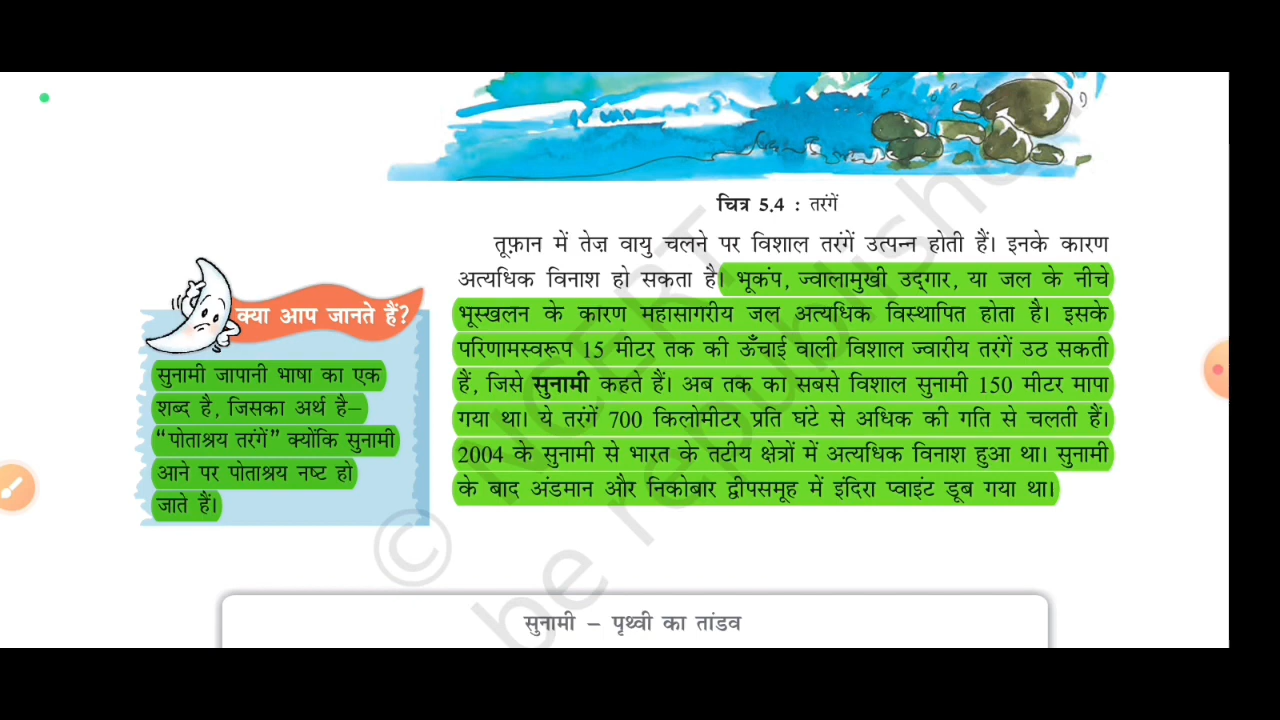 चित्र 5.4 : तरंगें
तूफ़ान में तेज़ वायु चलने पर विशाल तरंगें उत्पन्न होती हैं। इनके कारण
अत्यधिक विनाश हो सकता है। भूकंप, ज्वालामुखी उद्‌गार, या जल के नीचे
भूस्खलन के कारण महासागरीय जल अत्यधिक विस्थापित होता है। इसके
परिणामस्वरूप 15 मीटर तक की ऊँचाई वाली विशाल ज्वारीय तरंगें उठ सकती
हैं, जिसे सुनामी कहते हैं। अब तक का सबसे विशाल सुनामी 150 मीटर मापा
गया था। ये तरंगें 700 किलोमीटर प्रति घंटे से अधिक की गति से चलती हैं।
2004 के सुनामी से भारत के तटीय क्षेत्रों में अत्यधिक विनाश हुआ था। सुनामी
के बाद अंडमान और निकोबार द्वीपसमूह में इंदिरा प्वाइंट डूब गया था।
क्या आप जानते हैं?
सुनामी जापानी भाषा का एक
शब्द है, जिसका अर्थ है–
“पोताश्रय तरंगें” क्योंकि सुनामी
आने पर पोताश्रय नष्ट हो
जाते हैं।
सुनामी – पृथ्वी का तांडव
© NCERT
be republished